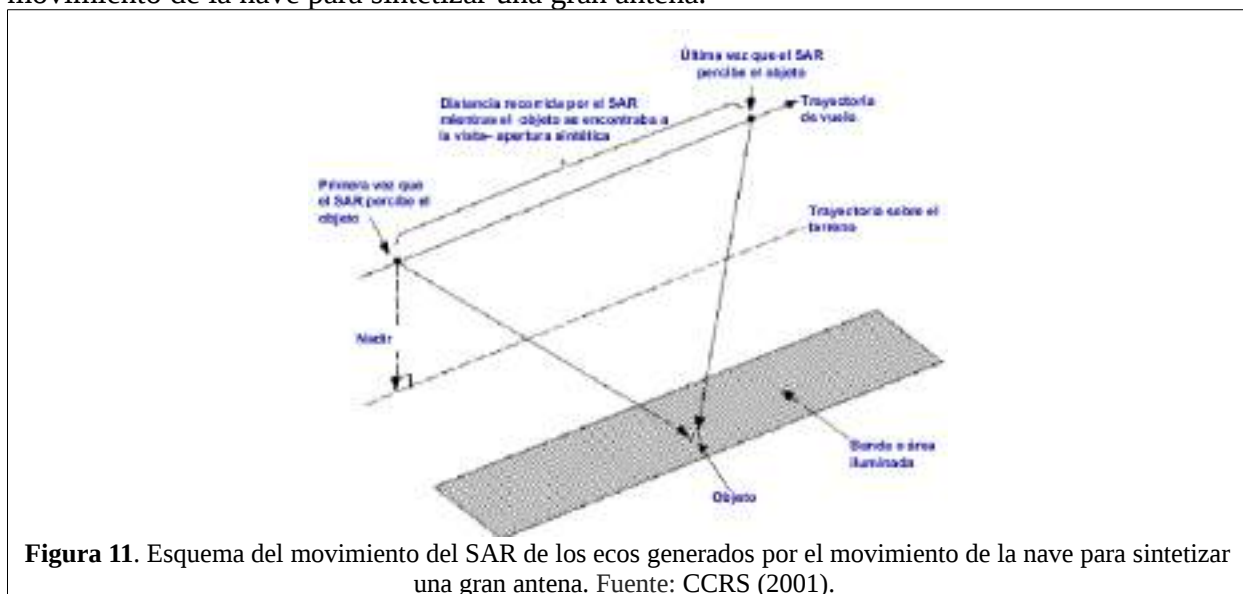 movimiento de la nave para sintetizar una gran antena.
Última vez que el SAR
percibe el objeto
Distancia recorrida por el SAR
mientras el objeto se encontraba a
la vista- apertura sintética
Trayectoria
de vuelo
Primera vez que
el SAR percibe el
objeto
Trayectoria sobre el
terreno
Nadir
Banda o área
iluminada
Objeto
Figura 11. Esquema del movimiento del SAR de los ecos generados por el movimiento de la nave para sintetizar
una gran antena. Fuente: CCRS (2001).